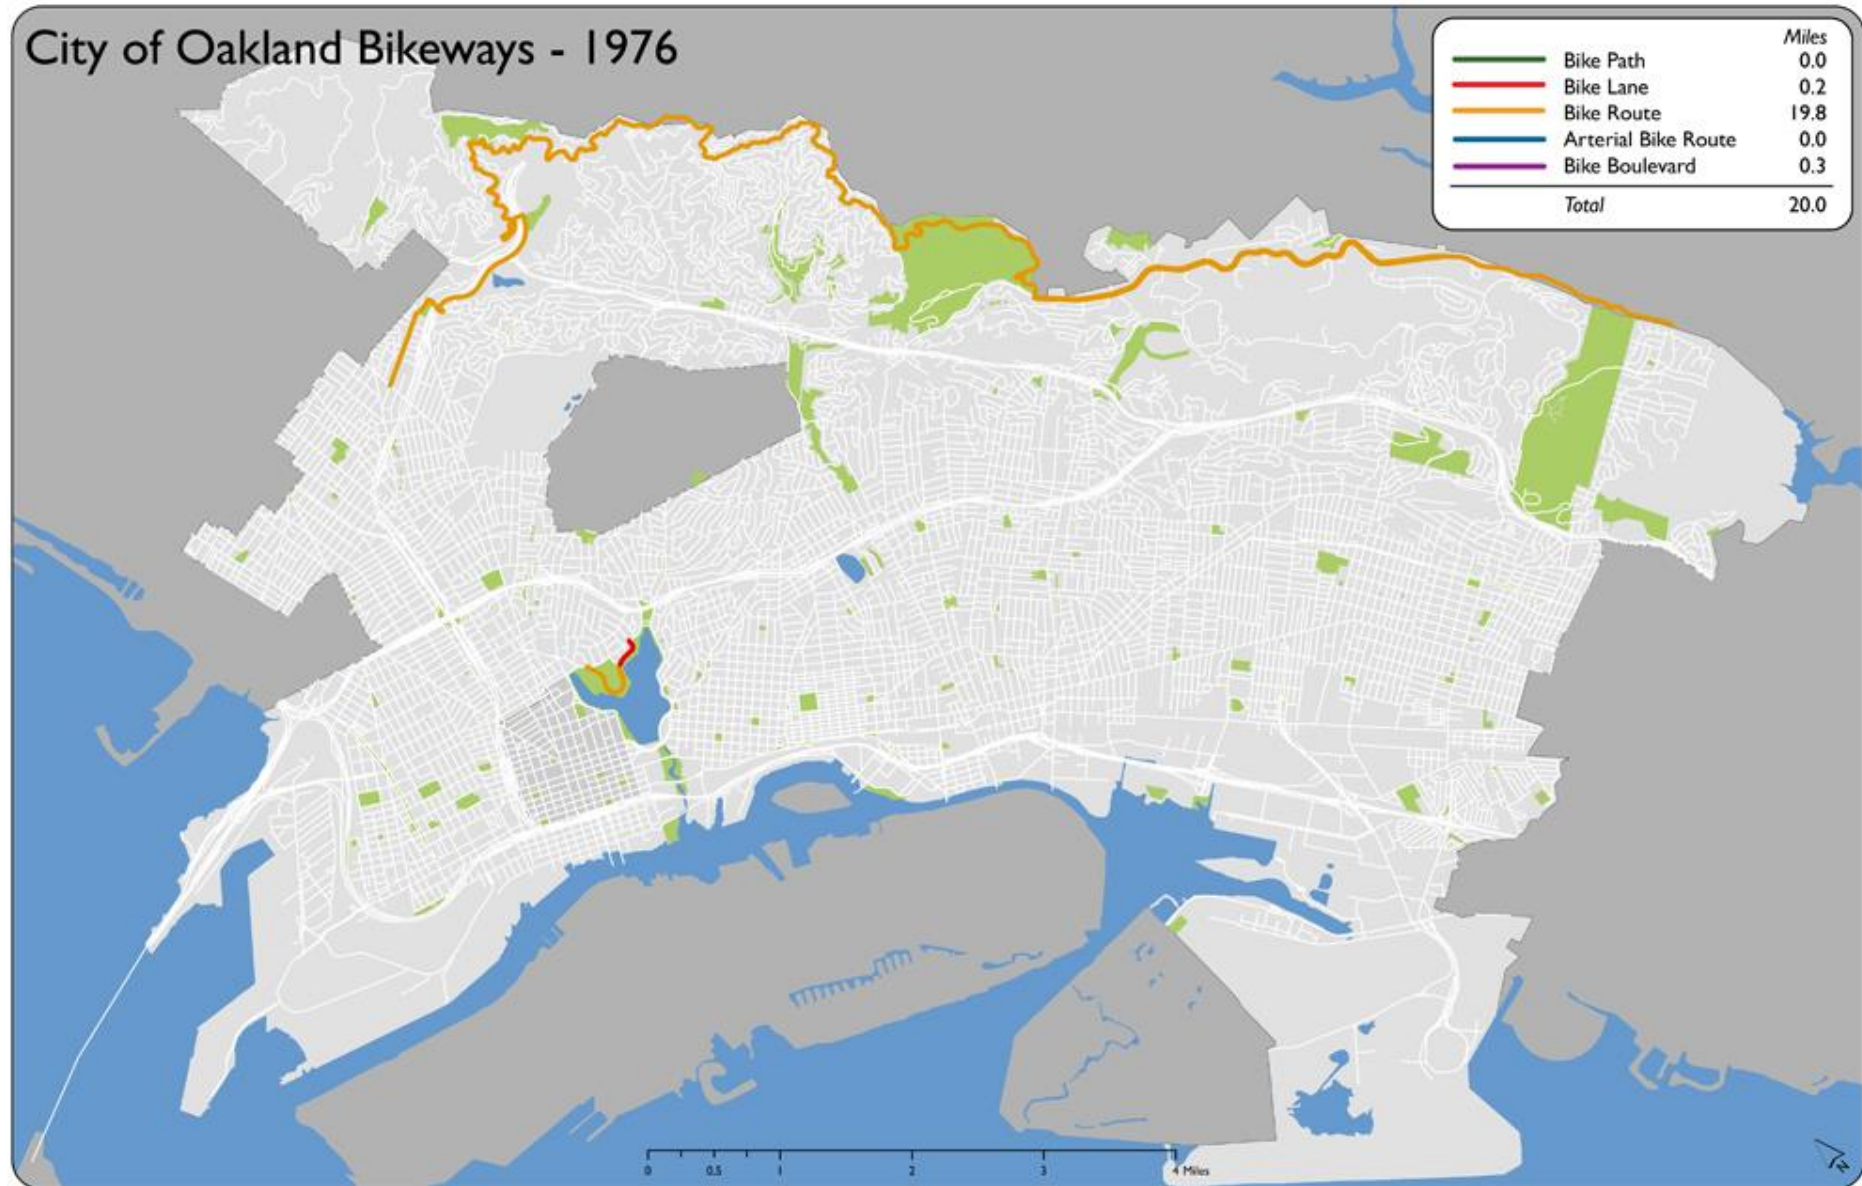 City of Oakland Bikeways - 1976
Miles
Bike Path 0.0
Bike Lane 0.2
Bike Route 19.8
Arterial Bike Route 0.0
Bike Boulevard 0.3
Total 20.0
0 0.5 1 2 3 4 Miles
N